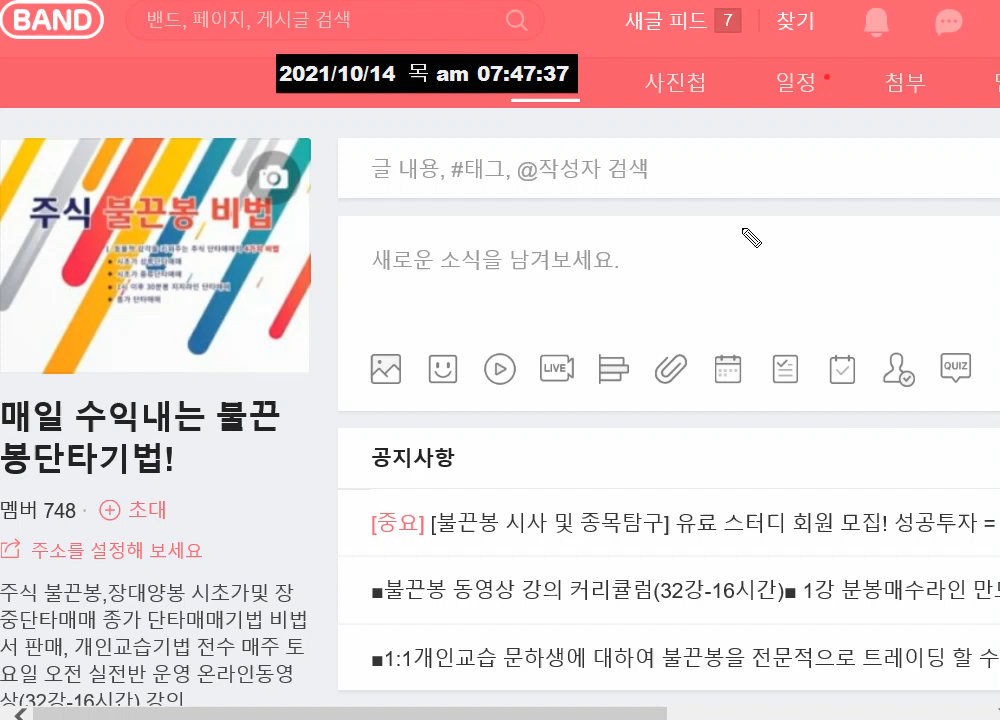 BAND
밴드, 페이지, 게시글 검색
새글 피드 7 찾기
2021/10/14 목 am 07:47:37
사진첩 일정 첨부
주식 불끈봉 비법
글 내용, #태그, @작성자 검색
새로운 소식을 남겨보세요.
LIVE
QUIZ
매일 수익내는 불끈
봉단타기법!
멤버 748 · 초대
주소를 설정해 보세요
주식 불끈봉,장대양봉 시초가및 장
중단타매매 종가 단타매매기법 비법
서 판매, 개인교습기법 전수 매주 토
요일 오전 실전반 운영 온라인동영
상(32강-16시간) 강의
공지사항
[중요] [불끈봉 시사 및 종목탐구] 유료 스터디 회원 모집! 성공투자 =
■불끈봉 동영상 강의 커리큘럼(32강-16시간)■ 1강 분봉매수라인 만
■1:1개인교습 문하생에 대하여 불끈봉을 전문적으로 트레이딩 할 수